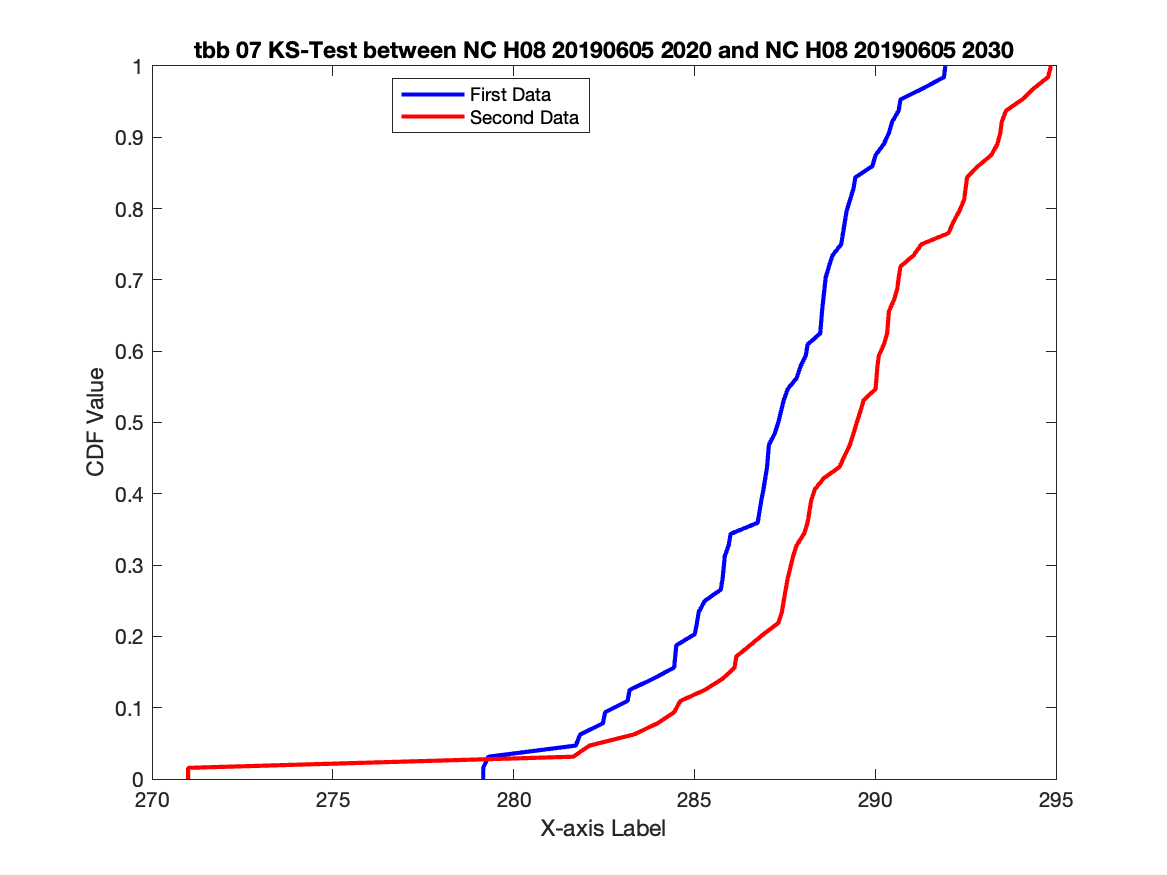 tbb 07 KS-Test between NC H08 20190605 2020 and NC H08 20190605 2030
First Data
Second Data
1
0.9
0.8
0.7
0.6
0.5
0.4
0.3
0.2
0.1
0
CDF Value
270 275 280 285 290 295
X-axis Label